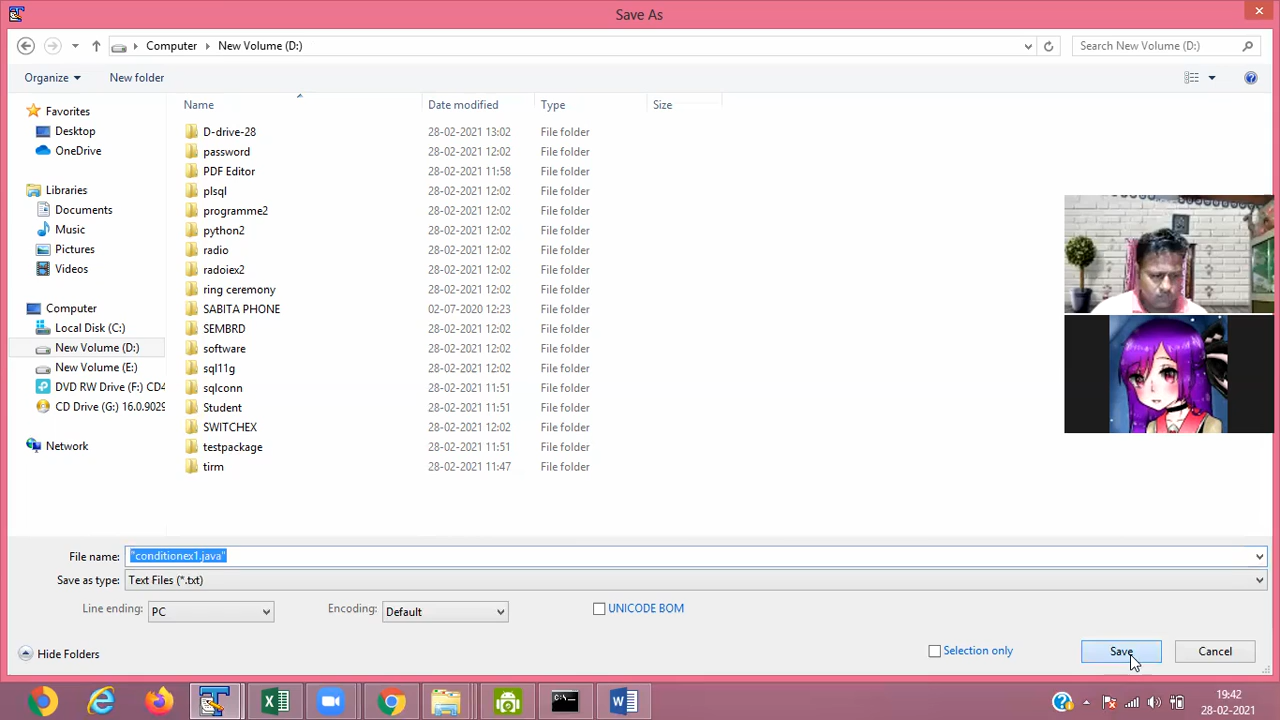 Save As
Computer New Volume (D:)
Search New Volume (D:)
Organize New folder
Name Date modified Type Size
Favorites
Desktop
OneDrive
Libraries
Documents
Music
Pictures
Videos
Computer
Local Disk (C:)
New Volume (D:)
New Volume (E:)
DVD RW Drive (F:) CD4
CD Drive (G:) 16.0.9029
Network
D-drive-28 28-02-2021 13:02 File folder
password 28-02-2021 12:02 File folder
PDF Editor 28-02-2021 11:58 File folder
plsql 28-02-2021 12:02 File folder
programme2 28-02-2021 12:02 File folder
python2 28-02-2021 12:02 File folder
radio 28-02-2021 12:02 File folder
radoiex2 28-02-2021 12:02 File folder
ring ceremony 28-02-2021 12:02 File folder
SABITA PHONE 02-07-2020 12:23 File folder
SEMBRD 28-02-2021 12:02 File folder
software 28-02-2021 12:02 File folder
sql11g 28-02-2021 12:02 File folder
sqlconn 28-02-2021 11:51 File folder
Student 28-02-2021 11:51 File folder
SWITCHEX 28-02-2021 12:02 File folder
testpackage 28-02-2021 11:51 File folder
tirm 28-02-2021 11:47 File folder
File name: "conditionex1.java"
Save as type: Text Files (*.txt)
Line ending: PC Encoding: Default UNICODE BOM
Hide Folders Selection only Save Cancel
19:42
28-02-2021